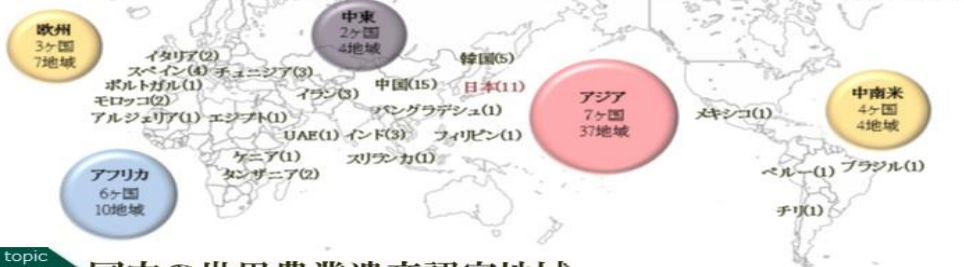 欧州
3ヶ国
7地域
中東
2ヶ国
4地域
イタリア(2)
スペイン(4) チュニジア(3)
ポルトガル(1)
モロッコ(2)
アルジェリア(1) エジプト(1)
イラン(3)
中国(15)
韓国(5)
日本(11)
バングラデシュ(1)
UAE(1) インド(3)
フィリピン(1)
ケニア(1)
スリランカ(1)
タンザニア(2)
アフリカ
6ヶ国
10地域
アジア
7ヶ国
37地域
メキシコ(1)
中南米
4ヶ国
4地域
ペルー(1) ブラジル(1)
チリ(1)
topic